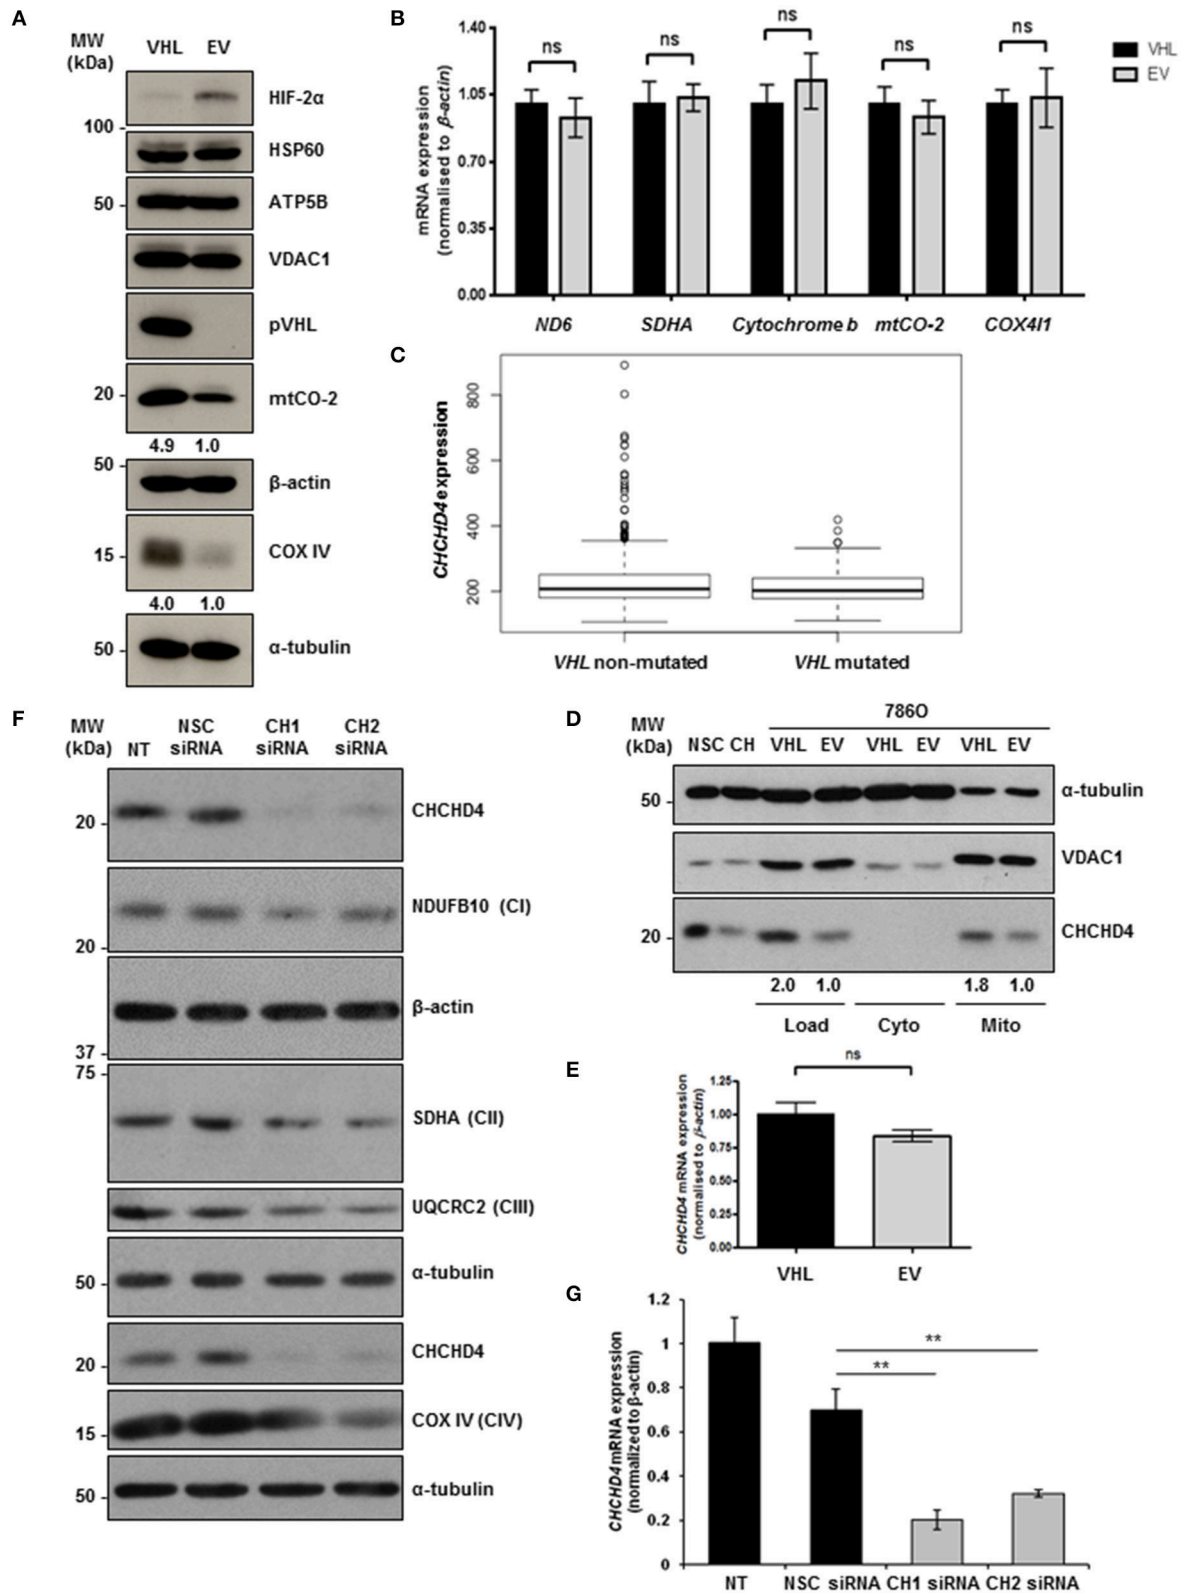 A
MW
(kDa)
VHL EV
HIF-2α
100
HSP60
50
ATP5B
VDAC1
pVHL
20
mtCO-2
4.9 1.0
50
β-actin
15
COX IV
4.0 1.0
50
α-tubulin
B
mRNA expression
(normalised to β-actin)
1.40
1.05
0.70
0.35
0.00
ns
ns
ns
ns
ns
VHL
EV
ND6
SDHA
Cytochrome b
mtCO-2
COX4I1
C
CHCHD4 expression
800
600
400
200
VHL non-mutated
VHL mutated
F
MW
(kDa)
NT
NSC
siRNA
CH1
siRNA
CH2
siRNA
20
CHCHD4
NDUFB10 (CI)
20
β-actin
37
75
SDHA (CII)
UQCRC2 (CIII)
50
α-tubulin
20
CHCHD4
15
COX IV (CIV)
50
α-tubulin
D
MW
(kDa)
786O
NSC CH VHL EV VHL EV VHL EV
50
α-tubulin
VDAC1
20
CHCHD4
2.0 1.0 1.8 1.0
Load Cyto Mito
E
CHCHD4 mRNA expression
(normalised to β-actin)
1.25
1.00
0.75
0.50
0.25
0.00
ns
VHL EV
G
CHCHD4 mRNA expression
(normalized to β-actin)
1.2
1
0.8
0.6
0.4
0.2
0
**
**
NT NSC siRNA CH1 siRNA CH2 siRNA